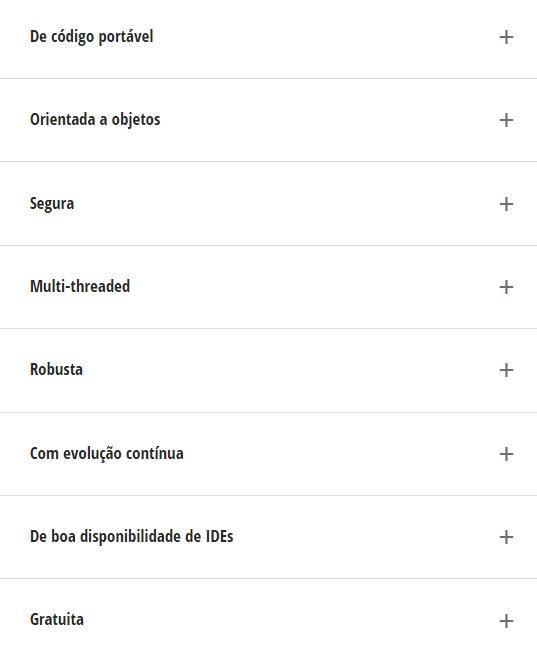 De código portável
Orientada a objetos
Segura
Multi-threaded
Robusta
Com evolução contínua
De boa disponibilidade de IDEs
Gratuita